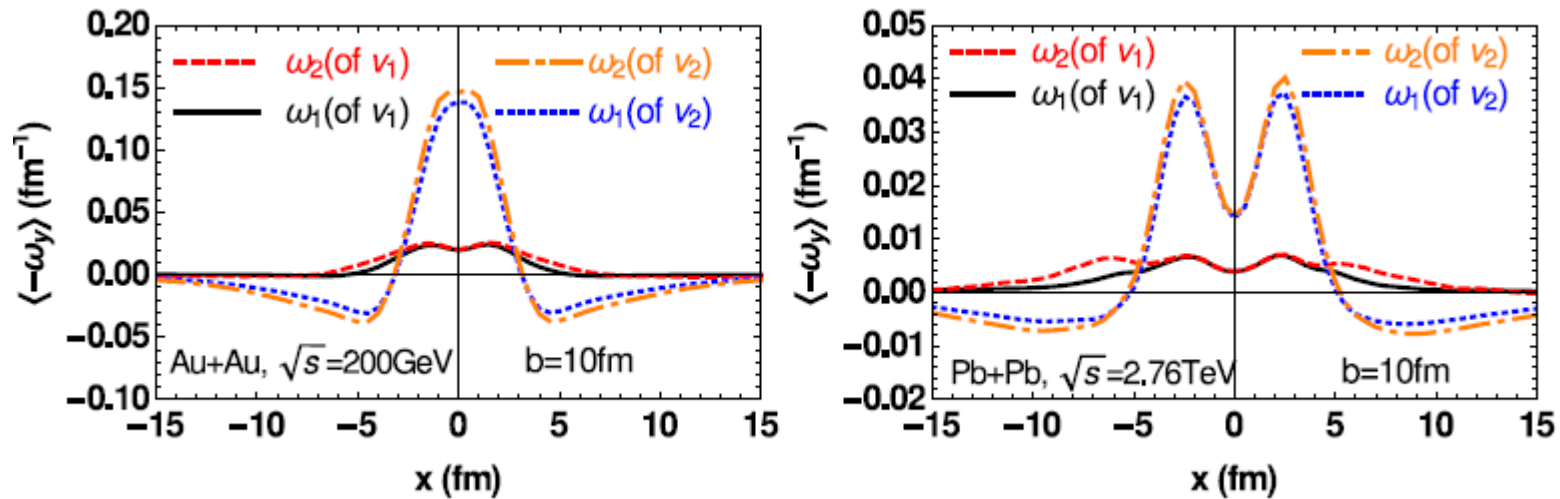 0.20
0.15
0.10
0.05
0.00
−0.05
−0.10
⟨−ω_y⟩ (fm⁻¹)
ω₂(of v₁)
ω₂(of v₂)
ω₁(of v₁)
ω₁(of v₂)
Au+Au, √s=200GeV
b=10fm
−15 −10 −5 0 5 10 15
x (fm)
0.05
0.04
0.03
0.02
0.01
0.00
−0.01
−0.02
⟨−ω_y⟩ (fm⁻¹)
ω₂(of v₁)
ω₂(of v₂)
ω₁(of v₁)
ω₁(of v₂)
Pb+Pb, √s=2.76TeV
b=10fm
−15 −10 −5 0 5 10 15
x (fm)